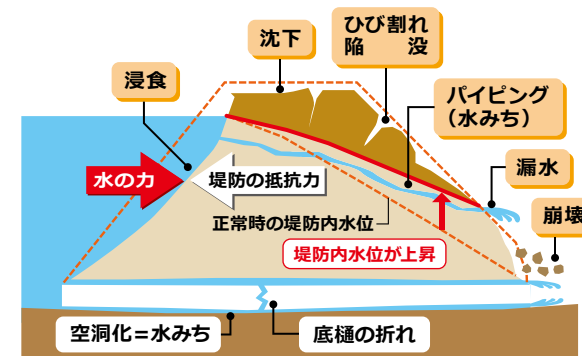 沈下
ひび割れ
陥　没
浸食
パイピング
（水みち）
漏水
水の力
堤防の抵抗力
崩壊
正常時の堤防内水位
堤防内水位が上昇
空洞化＝水みち
底樋の折れ